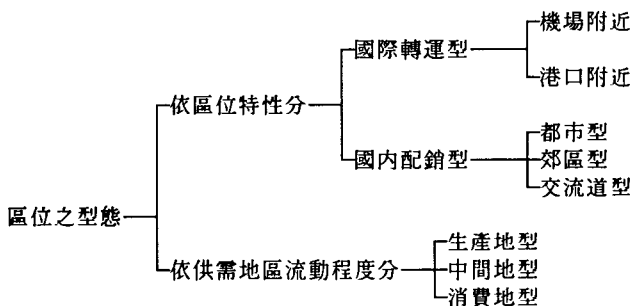 區位之型態
依區位特性分
國際轉運型
機場附近
港口附近
國內配銷型
都市型
郊區型
交流道型
依供需地區流動程度分
生產地型
中間地型
消費地型